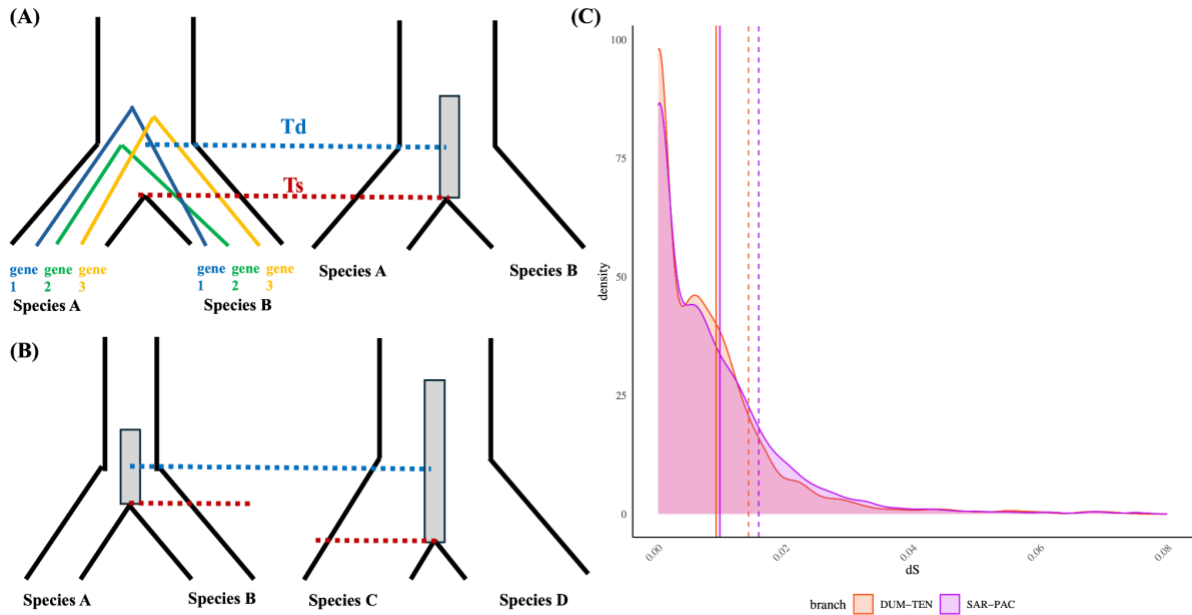 (A)
Td
Ts
gene gene gene
1 2 3
Species A
gene gene gene
1 2 3
Species B
Species A
Species B
(B)
Species A
Species B
Species C
Species D
(C)
100
75
50
25
0
density
0.00
0.02
0.04
0.06
0.08
dS
branch DUM-TEN SAR-PAC